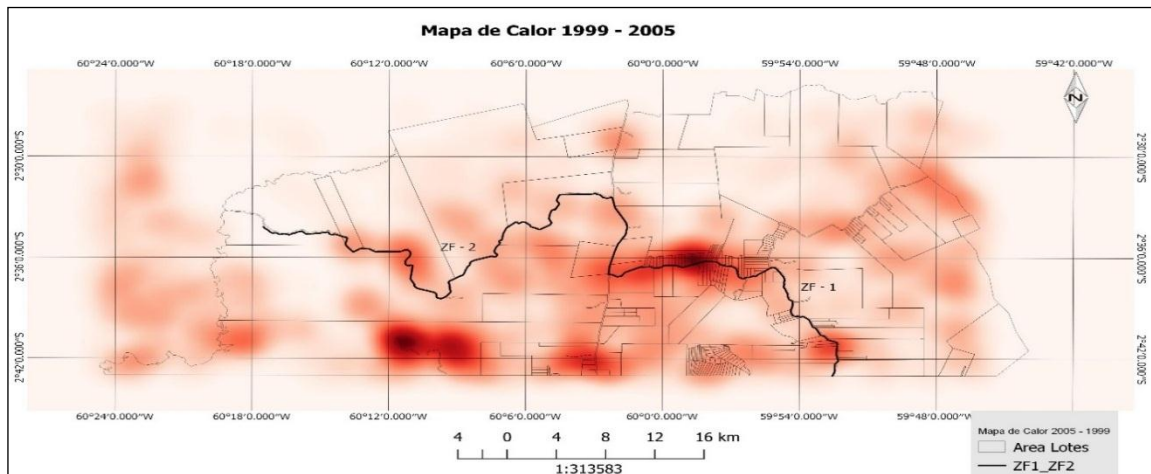 Mapa de Calor 1999 - 2005
60°24'0.000"W 60°18'0.000"W 60°12'0.000"W 60°6'0.000"W 60°0'0.000"W 59°54'0.000"W 59°48'0.000"W 59°42'0.000"W
N
2°30'0.000"S 2°30'0.000"S
ZF - 2
2°36'0.000"S 2°36'0.000"S
ZF - 1
2°42'0.000"S 2°42'0.000"S
60°24'0.000"W 60°18'0.000"W 60°12'0.000"W 60°6'0.000"W 60°0'0.000"W 59°54'0.000"W 59°48'0.000"W
4 0 4 8 12 16 km
1:313583
Mapa de Calor 2005 - 1999
Area Lotes
ZF1_ZF2